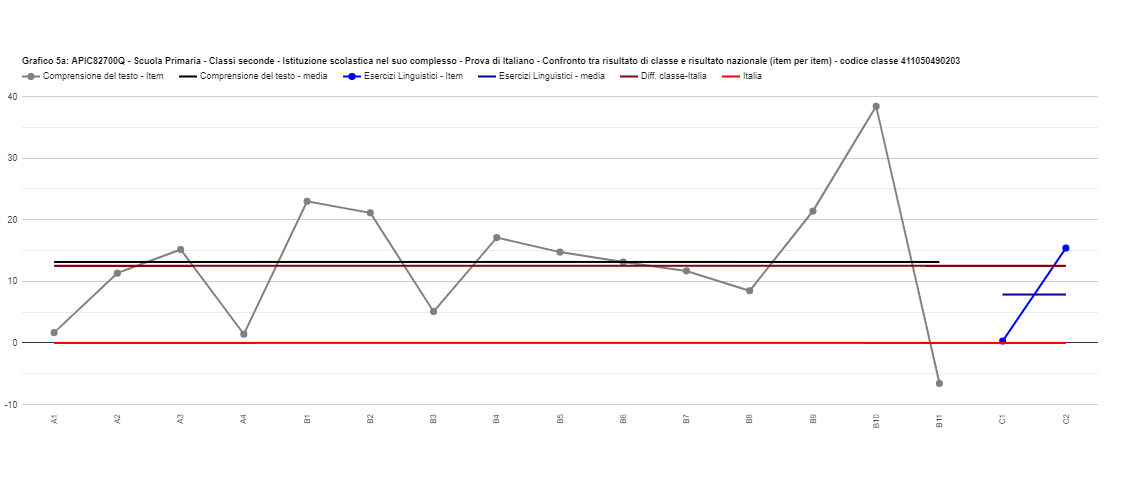 Grafico 5a: APIC82700Q - Scuola Primaria - Classi seconde - Istituzione scolastica nel suo complesso - Prova di Italiano - Confronto tra risultato di classe e risultato nazionale (item per item) - codice classe 411050490203
Comprensione del testo - Item Comprensione del testo - media Esercizi Linguistici - Item Esercizi Linguistici - media Diff. classe-Italia Italia
40
30
20
10
0
-10
A1 A2 A3 A4 B1 B2 B3 B4 B5 B6 B7 B8 B9 B10 B11 C1 C2